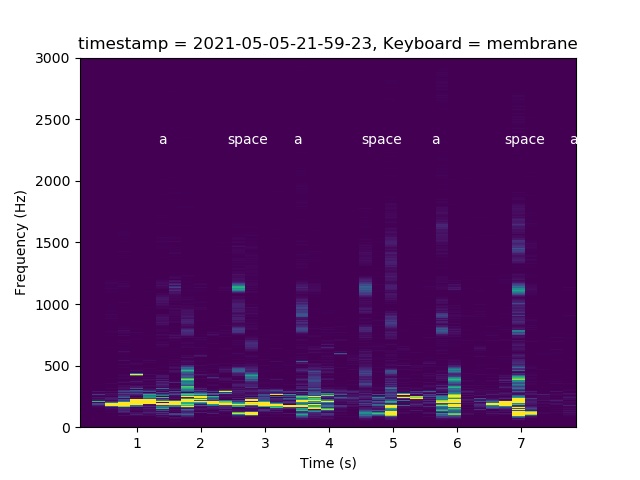 timestamp = 2021-05-05-21-59-23, Keyboard = membrane
3000
2500
a space a space a space a
2000
1500
Frequency (Hz)
1000
500
0
1 2 3 4 5 6 7
Time (s)